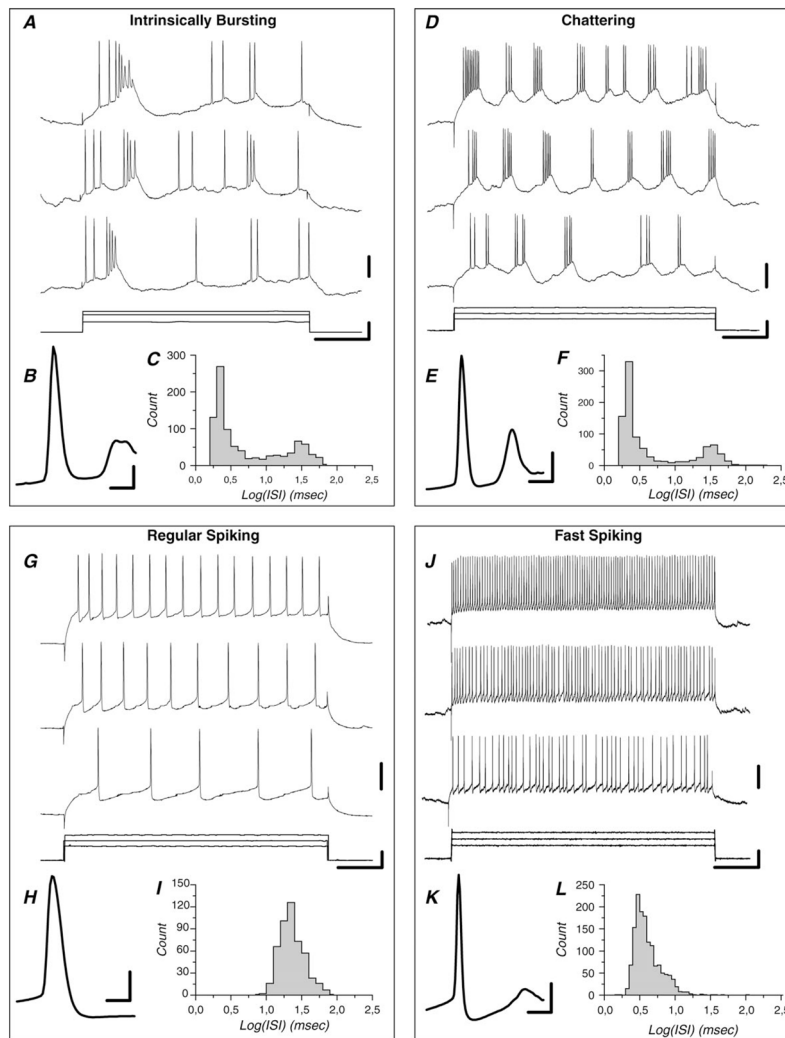 A Intrinsically Bursting
B
C
Count
300
200
100
0
0,0 0,5 1,0 1,5 2,0 2,5
Log(ISI) (msec)
D Chattering
E
F
Count
300
200
100
0
0,0 0,5 1,0 1,5 2,0 2,5
Log(ISI) (msec)
G Regular Spiking
H
I
Count
150
120
90
60
30
0
0,0 0,5 1,0 1,5 2,0 2,5
Log(ISI) (msec)
J Fast Spiking
K
L
Count
250
200
150
100
50
0
0,0 0,5 1,0 1,5 2,0 2,5
Log(ISI) (msec)